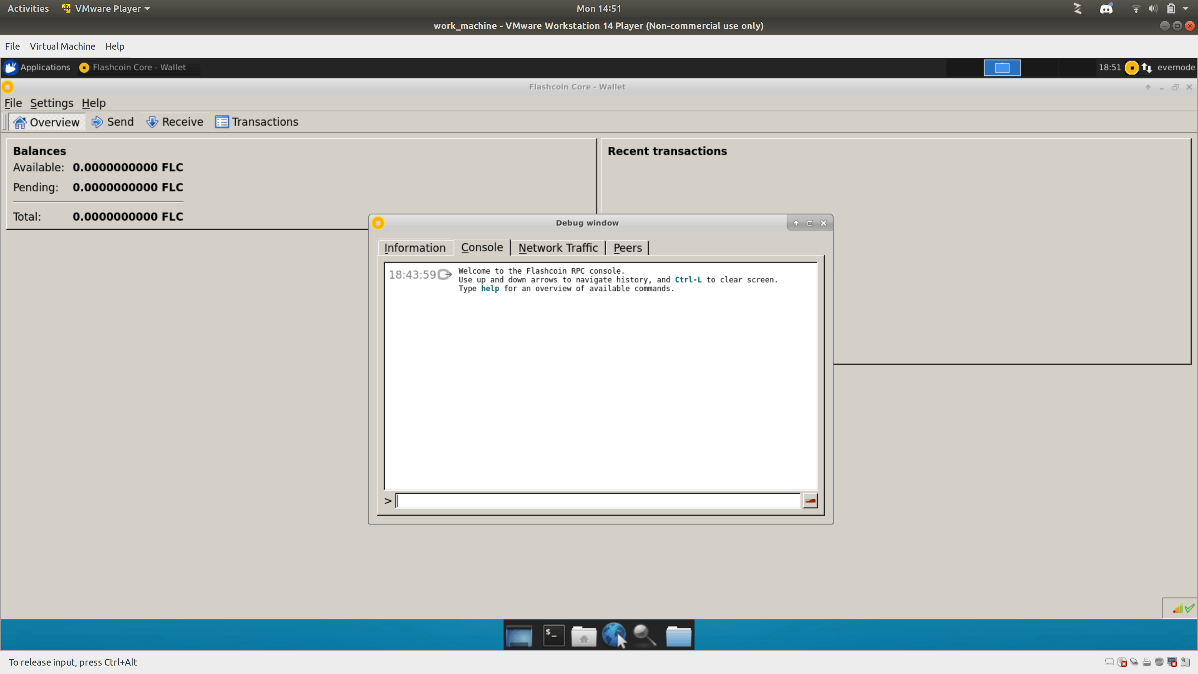 Activities VMware Player Mon 14:51
work_machine - VMware Workstation 14 Player (Non-commercial use only)
File Virtual Machine Help
Applications Flashcoin Core - Wallet 18:51 evernode
Flashcoin Core - Wallet
File Settings Help
Overview Send Receive Transactions
Balances
Available: 0.0000000000 FLC
Pending: 0.0000000000 FLC
Total: 0.0000000000 FLC
Recent transactions
Debug window
Information Console Network Traffic Peers
18:43:59 Welcome to the Flashcoin RPC console.
Use up and down arrows to navigate history, and Ctrl-L to clear screen.
Type help for an overview of available commands.
>
$_
To release input, press Ctrl+Alt